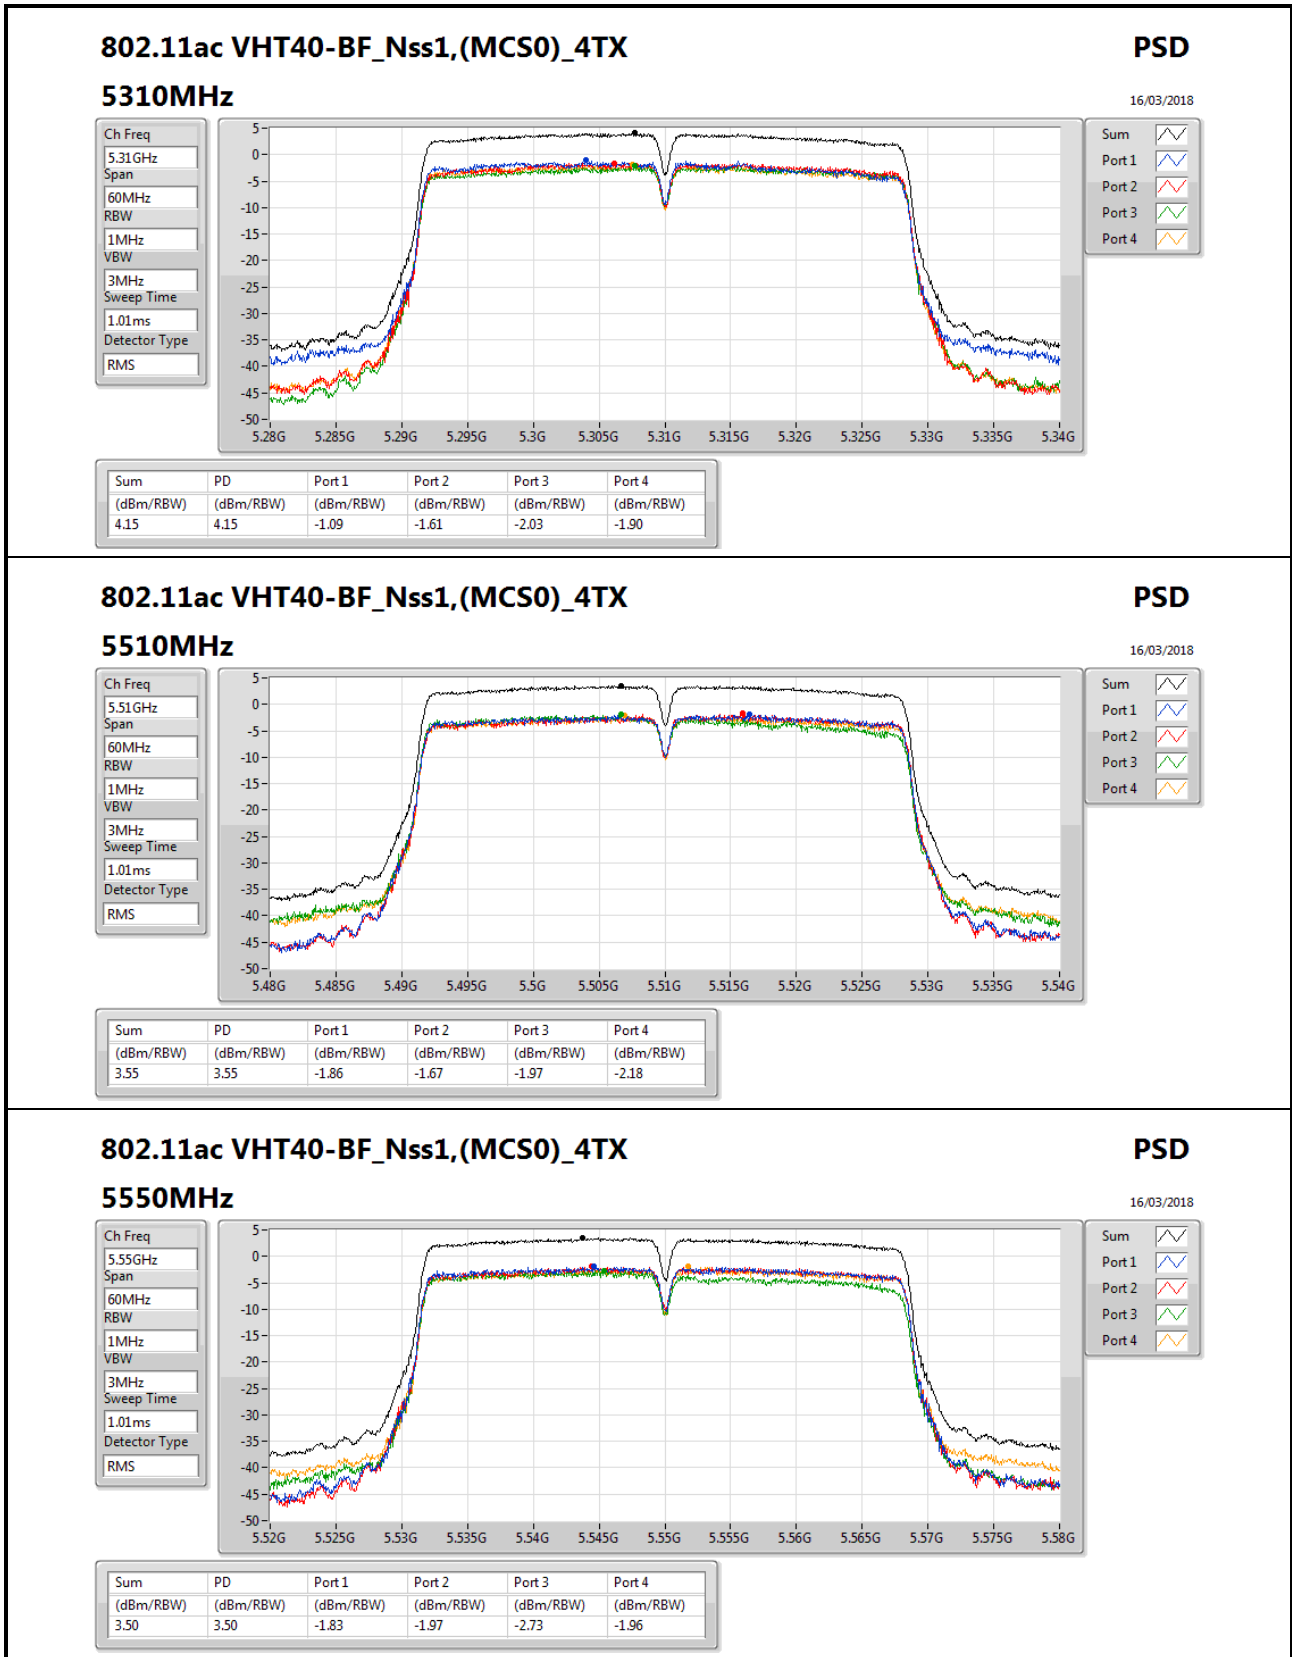 802.11ac VHT40-BF_Nss1,(MCS0)_4TX PSD
5310MHz
16/03/2018
Ch Freq
5.31GHz
Span
60MHz
RBW
1MHz
VBW
3MHz
Sweep Time
1.01ms
Detector Type
RMS
5
0
-5
-10
-15
-20
-25
-30
-35
-40
-45
-50
5.28G 5.285G 5.29G 5.295G 5.3G 5.305G 5.31G 5.315G 5.32G 5.325G 5.33G 5.335G 5.34G
Sum
Port 1
Port 2
Port 3
Port 4
Sum PD Port 1 Port 2 Port 3 Port 4
(dBm/RBW) (dBm/RBW) (dBm/RBW) (dBm/RBW) (dBm/RBW) (dBm/RBW)
4.15 4.15 -1.09 -1.61 -2.03 -1.90
802.11ac VHT40-BF_Nss1,(MCS0)_4TX PSD
5510MHz
16/03/2018
Ch Freq
5.51GHz
Span
60MHz
RBW
1MHz
VBW
3MHz
Sweep Time
1.01ms
Detector Type
RMS
5
0
-5
-10
-15
-20
-25
-30
-35
-40
-45
-50
5.48G 5.485G 5.49G 5.495G 5.5G 5.505G 5.51G 5.515G 5.52G 5.525G 5.53G 5.535G 5.54G
Sum
Port 1
Port 2
Port 3
Port 4
Sum PD Port 1 Port 2 Port 3 Port 4
(dBm/RBW) (dBm/RBW) (dBm/RBW) (dBm/RBW) (dBm/RBW) (dBm/RBW)
3.55 3.55 -1.86 -1.67 -1.97 -2.18
802.11ac VHT40-BF_Nss1,(MCS0)_4TX PSD
5550MHz
16/03/2018
Ch Freq
5.55GHz
Span
60MHz
RBW
1MHz
VBW
3MHz
Sweep Time
1.01ms
Detector Type
RMS
5
0
-5
-10
-15
-20
-25
-30
-35
-40
-45
-50
5.52G 5.525G 5.53G 5.535G 5.54G 5.545G 5.55G 5.555G 5.56G 5.565G 5.57G 5.575G 5.58G
Sum
Port 1
Port 2
Port 3
Port 4
Sum PD Port 1 Port 2 Port 3 Port 4
(dBm/RBW) (dBm/RBW) (dBm/RBW) (dBm/RBW) (dBm/RBW) (dBm/RBW)
3.50 3.50 -1.83 -1.97 -2.73 -1.96